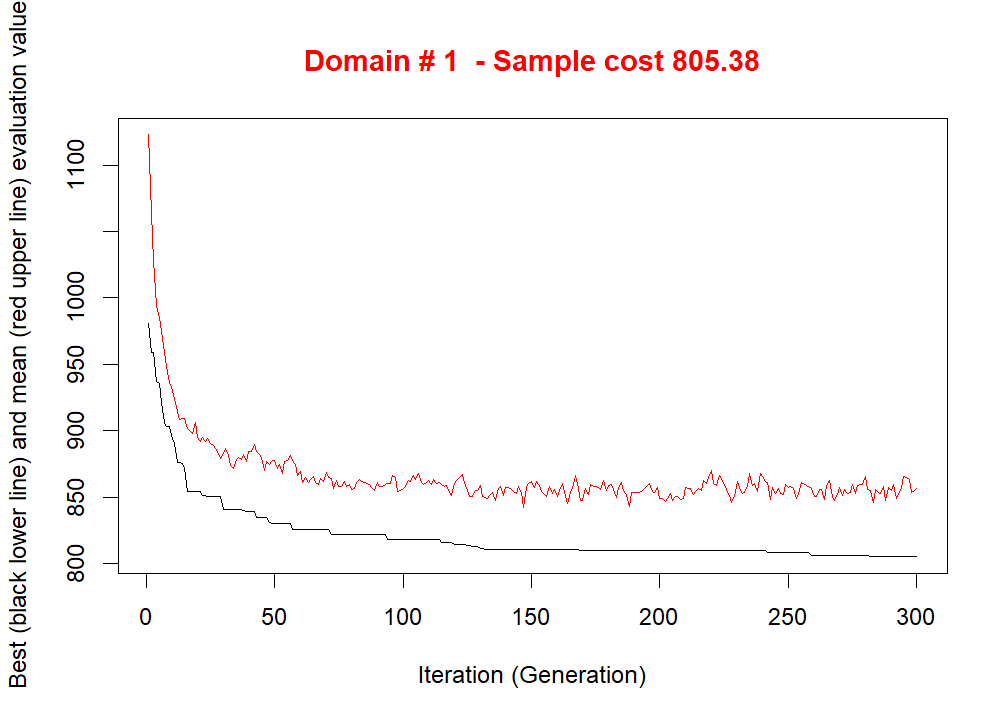 Domain # 1  - Sample cost 805.38
Best (black lower line) and mean (red upper line) evaluation value
1100
1000
950
900
850
800
0 50 100 150 200 250 300
Iteration (Generation)